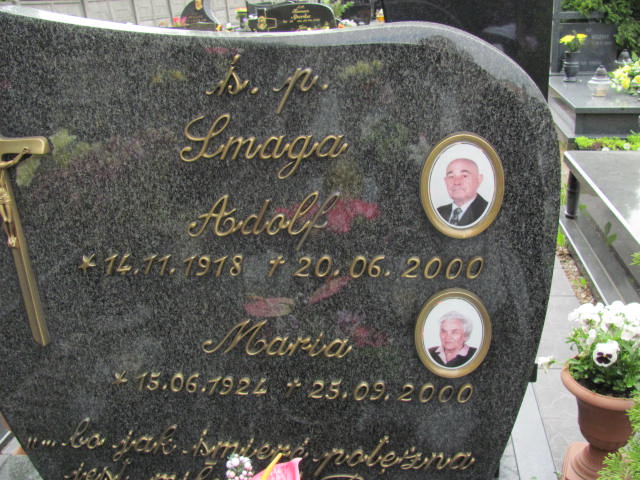 ś. p.
Smaga
Adolf
* 14.11.1918 † 20.06.2000
Maria
* 15.06.1924 † 25.09.2000
„... bo jak śmierć potężna
jest